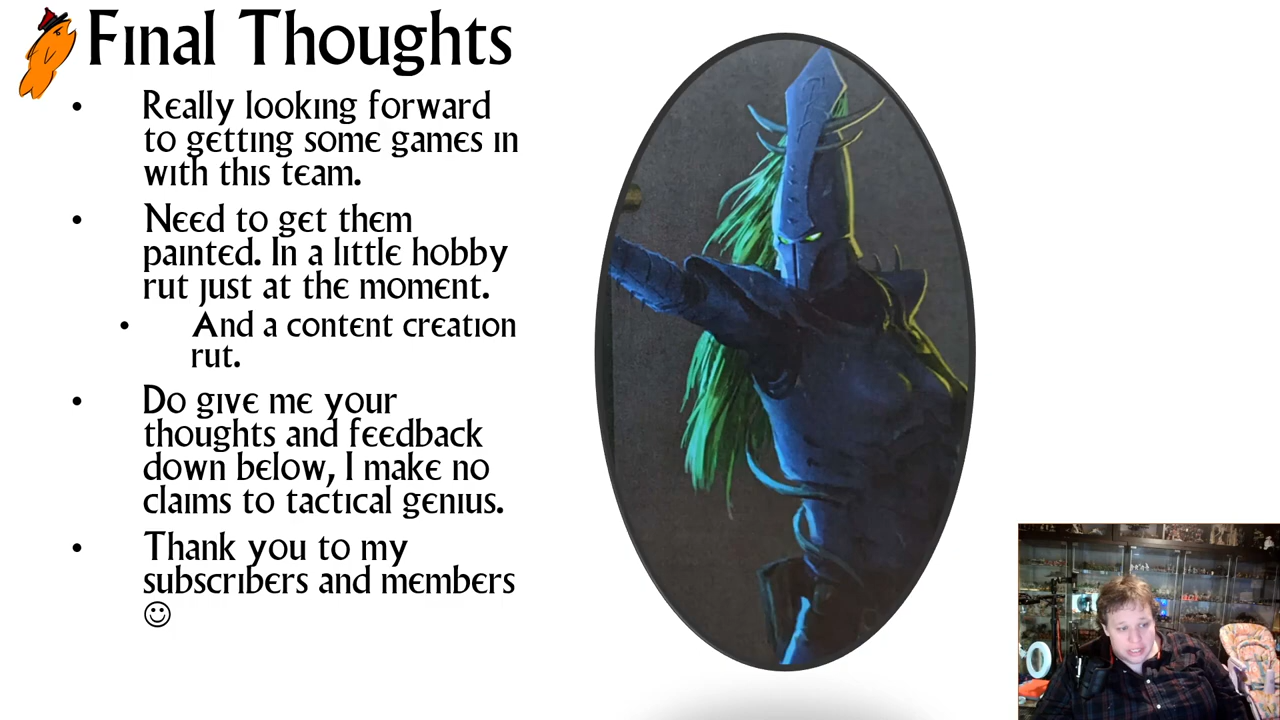 Final Thoughts
• Really looking forward
to getting some games in
with this team.
• Need to get them
painted. In a little hobby
rut just at the moment.
• And a content creation
rut.
• Do give me your
thoughts and feedback
down below, I make no
claims to tactical genius.
• Thank you to my
subscribers and members
☺